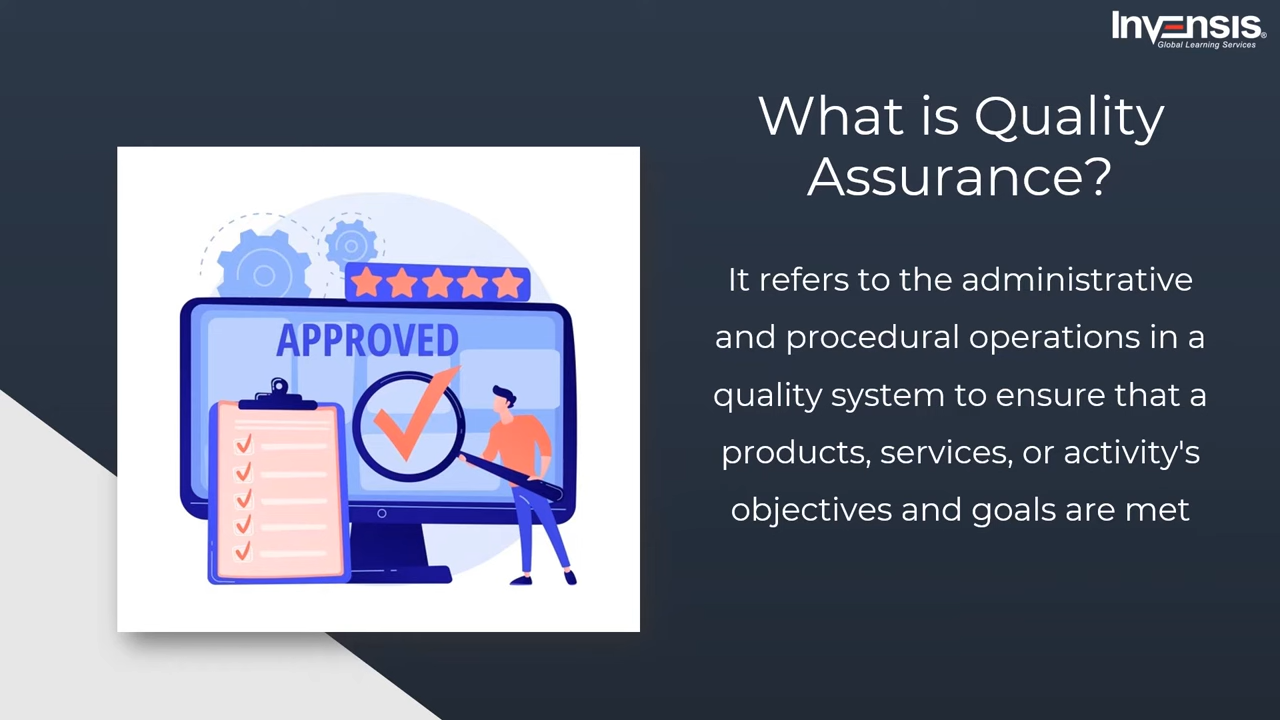 Invensis®
Global Learning Services
What is Quality
Assurance?
It refers to the administrative
and procedural operations in a
quality system to ensure that a
products, services, or activity's
objectives and goals are met
APPROVED